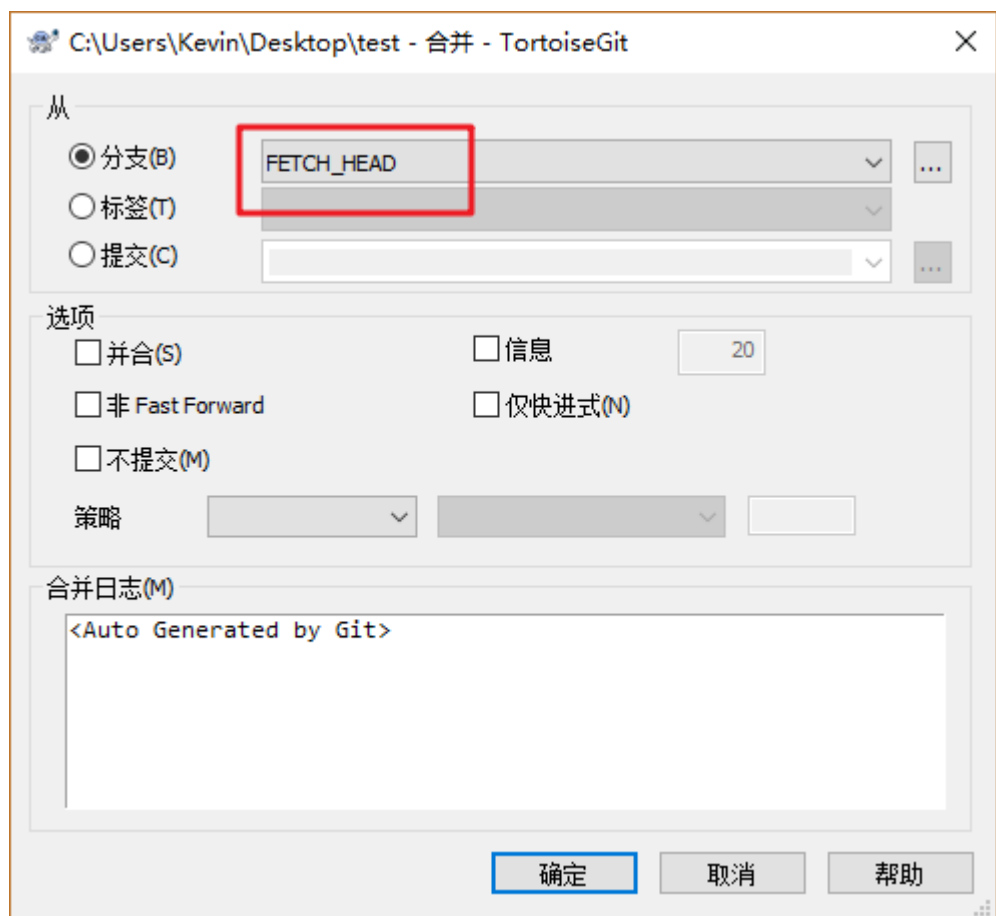 C:\Users\Kevin\Desktop\test - 合并 - TortoiseGit
从
分支(B)
FETCH_HEAD
...
标签(T)
提交(C)
...
选项
并合(S)
信息
20
非 Fast Forward
仅快进式(N)
不提交(M)
策略
合并日志(M)
<Auto Generated by Git>
确定
取消
帮助